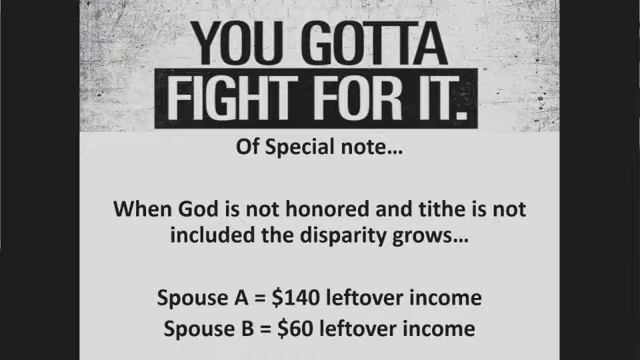 YOU GOTTA
FIGHT FOR IT.
Of Special note...
When God is not honored and tithe is not
included the disparity grows...
Spouse A = $140 leftover income
Spouse B = $60 leftover income